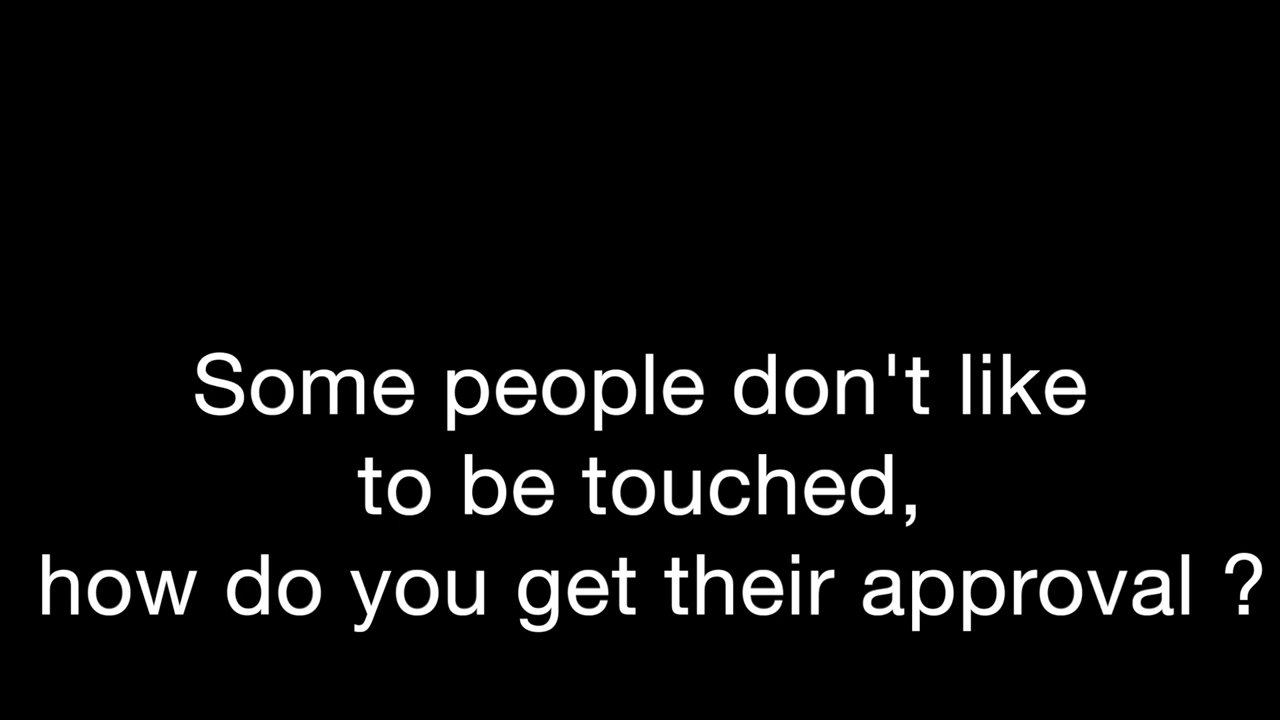 Some people don't like
to be touched,
how do you get their approval ?